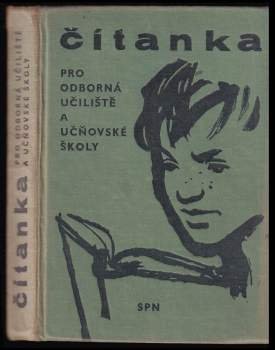 čítanka
PRO
ODBORNÁ
UČILIŠTĚ
A
UČŇOVSKÉ
ŠKOLY
SPN
čítanka
PRO ODBORNÁ UČILIŠTĚ
A UČŇOVSKÉ ŠKOLY